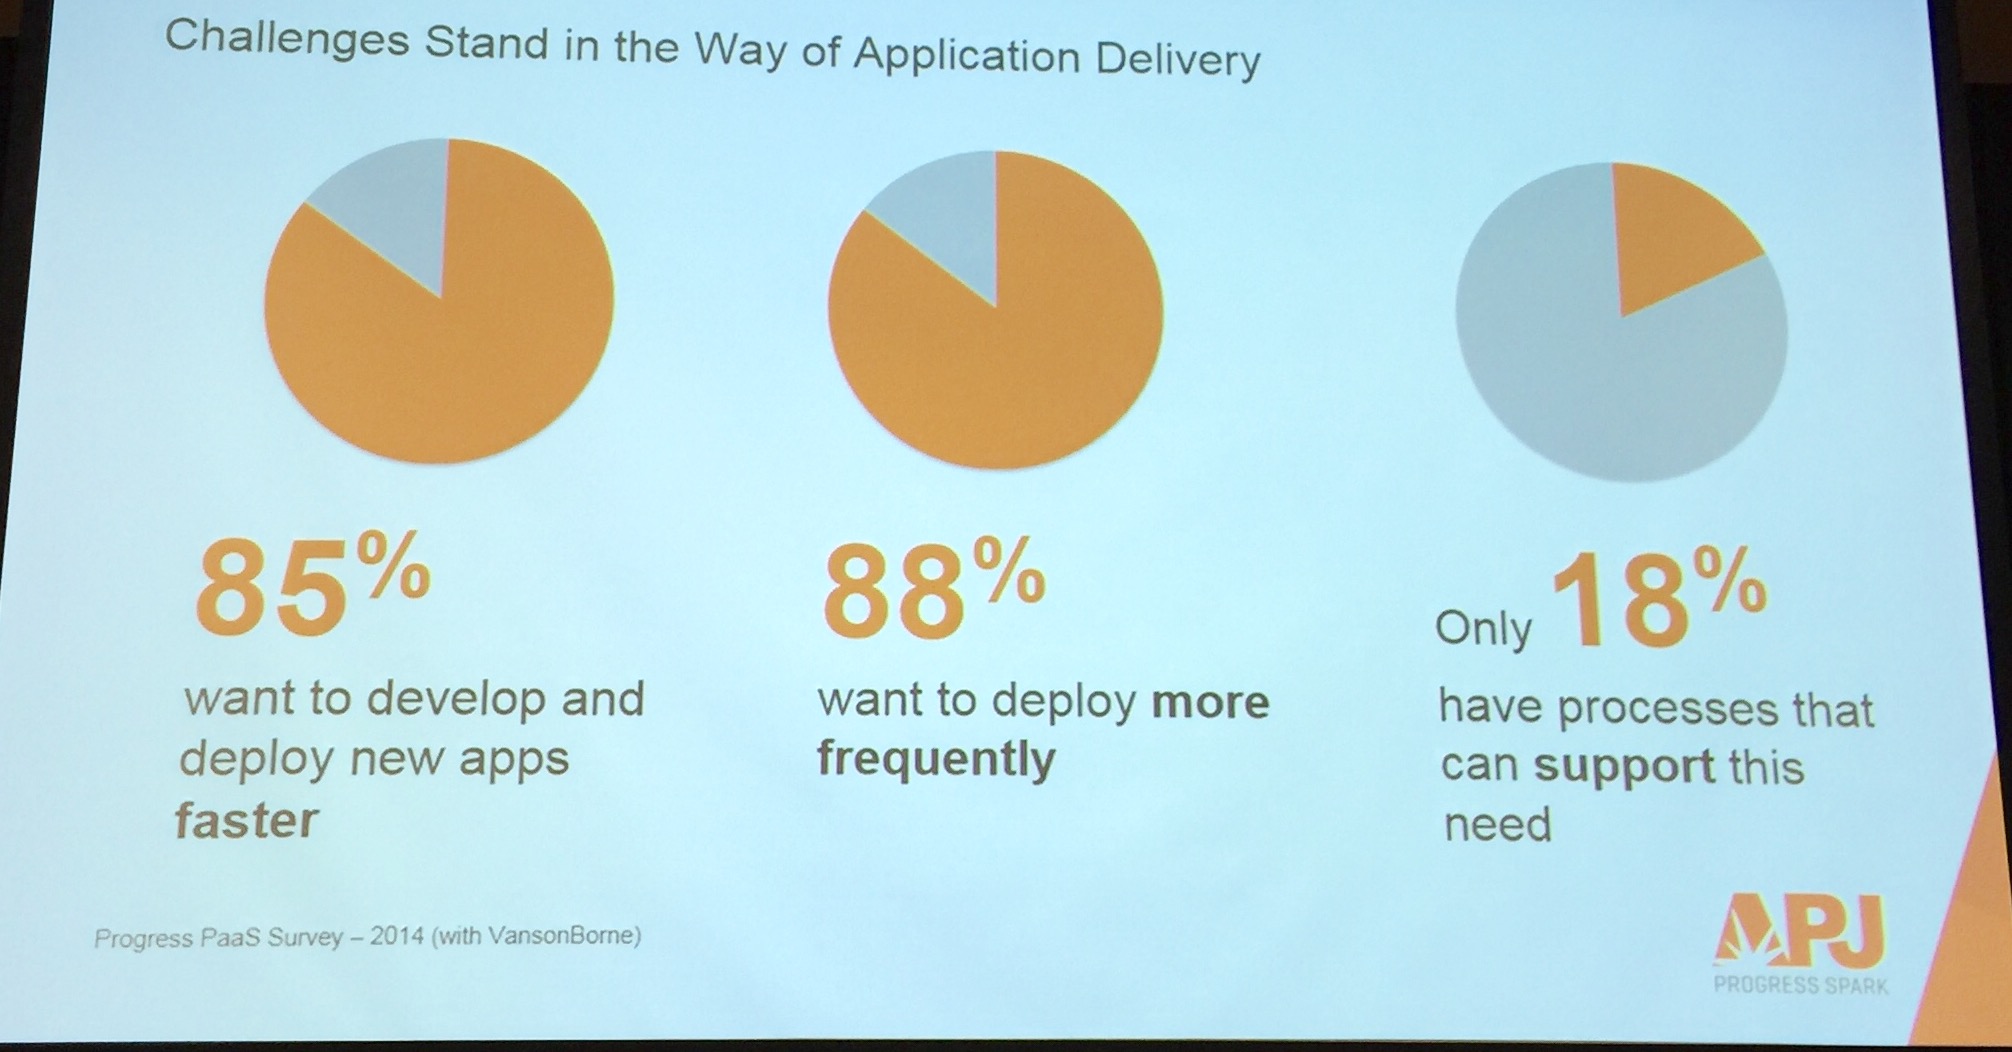 Challenges Stand in the Way of Application Delivery
85%
want to develop and
deploy new apps
faster
88%
want to deploy more
frequently
Only 18%
have processes that
can support this
need
Progress PaaS Survey – 2014 (with VansonBorne)
APJ
PROGRESS SPARK